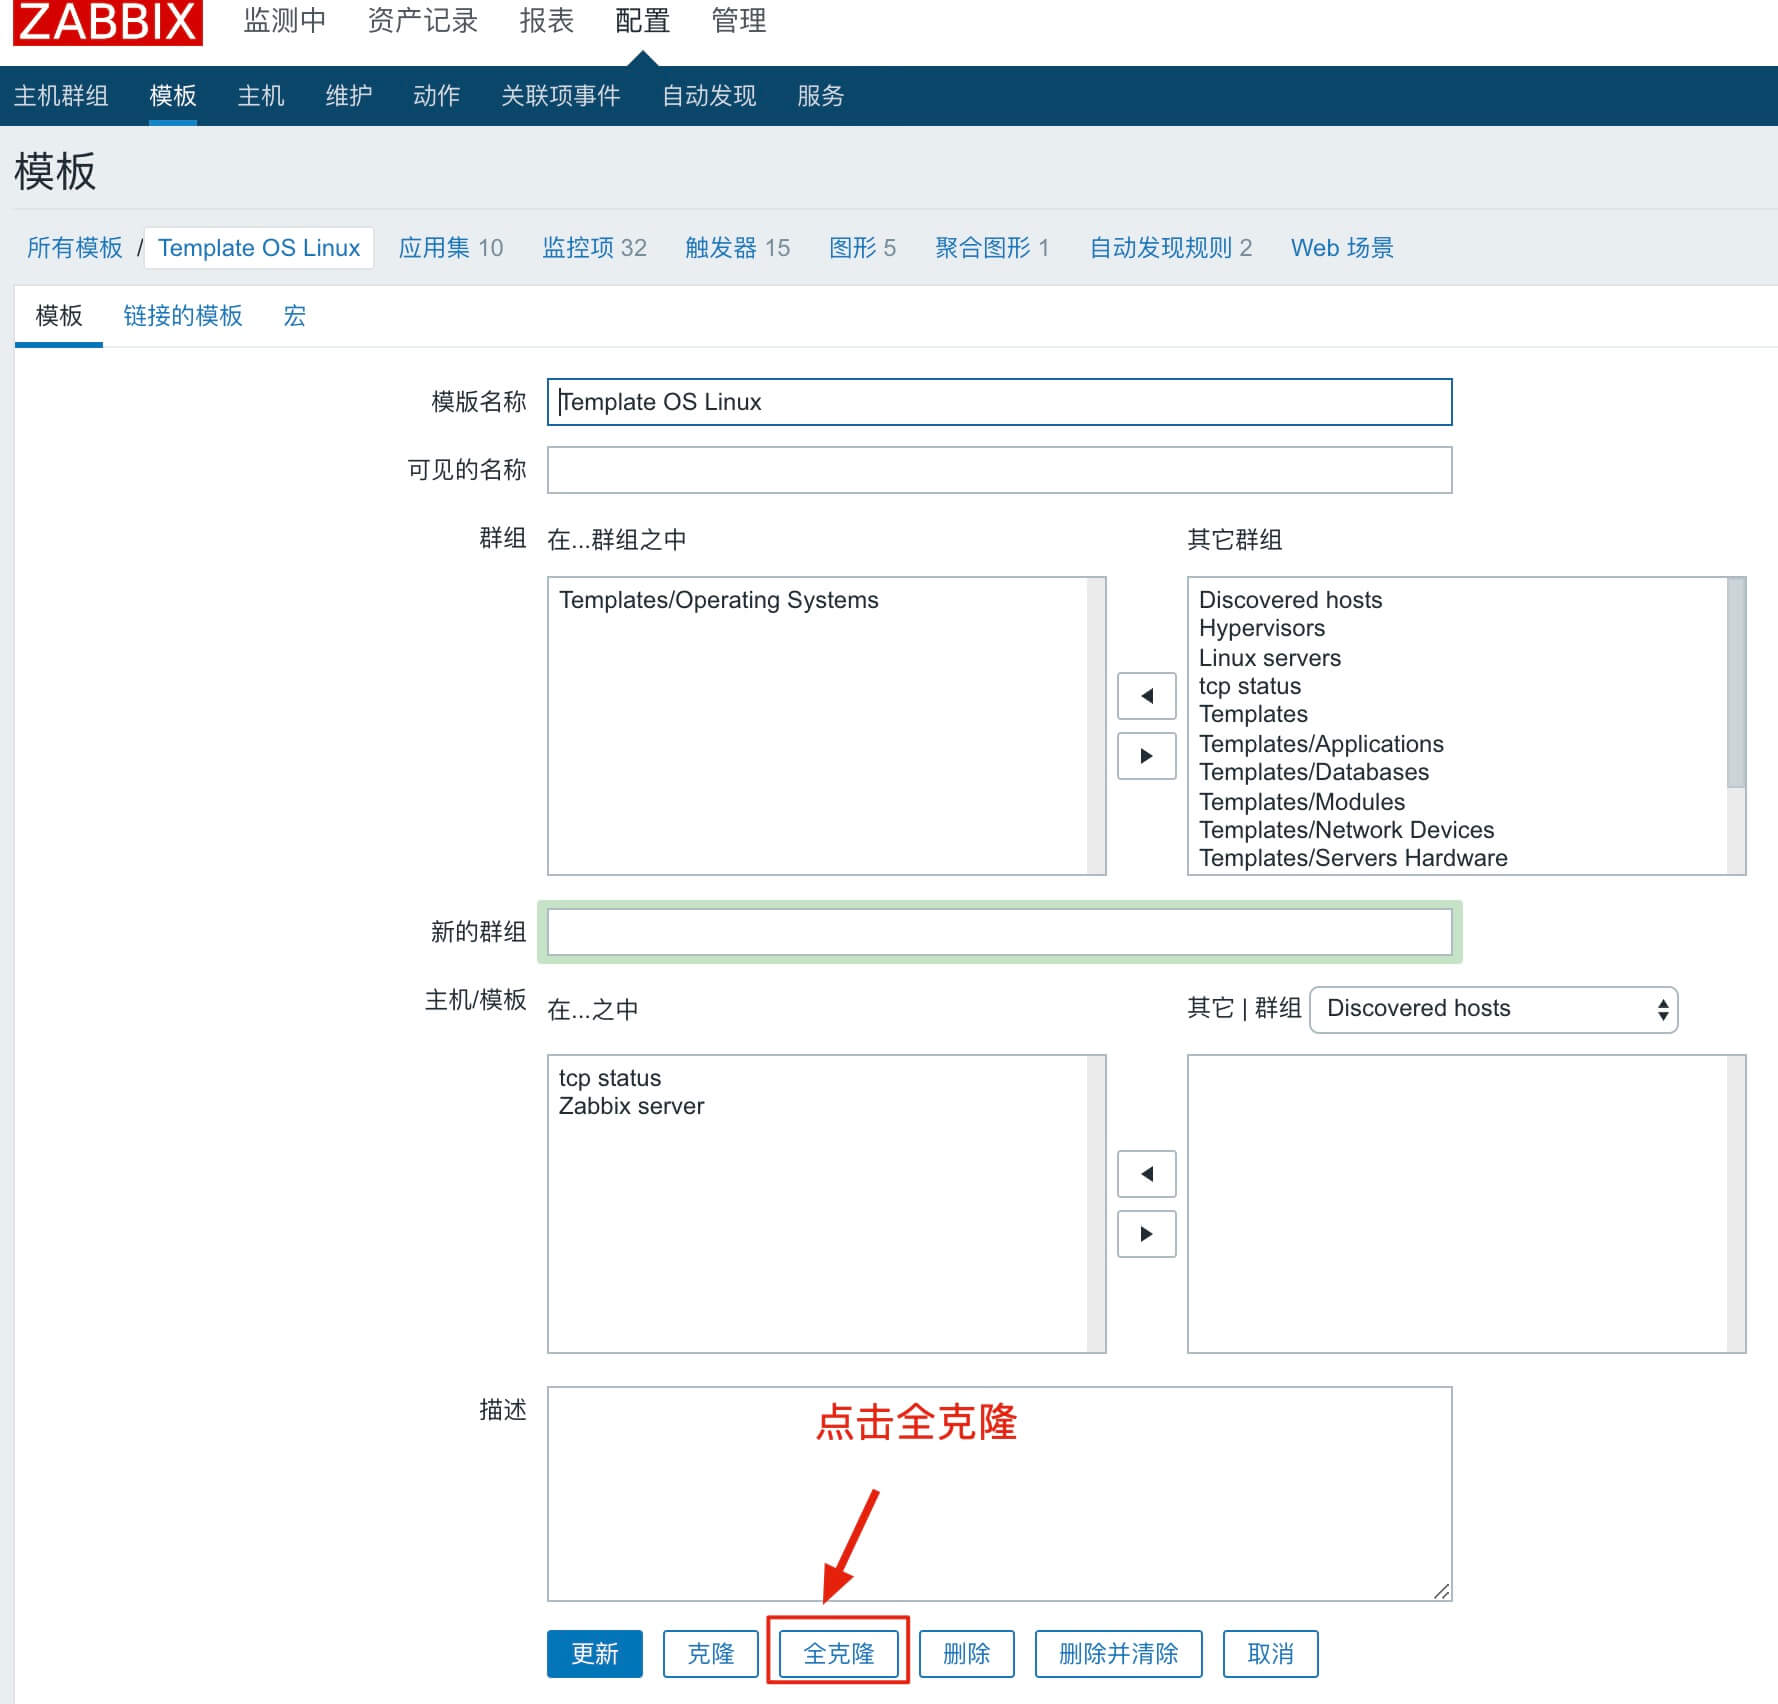 ZABBIX 监测中 资产记录 报表 配置 管理
主机群组 模板 主机 维护 动作 关联项事件 自动发现 服务
模板
所有模板 / Template OS Linux 应用集 10 监控项 32 触发器 15 图形 5 聚合图形 1 自动发现规则 2 Web 场景
模板 链接的模板 宏
模版名称 Template OS Linux
可见的名称
群组 在...群组之中 其它群组
Templates/Operating Systems
Discovered hosts
Hypervisors
Linux servers
tcp status
Templates
Templates/Applications
Templates/Databases
Templates/Modules
Templates/Network Devices
Templates/Servers Hardware
新的群组
主机/模板 在...之中 其它 | 群组 Discovered hosts
tcp status
Zabbix server
描述
点击全克隆
更新 克隆 全克隆 删除 删除并清除 取消